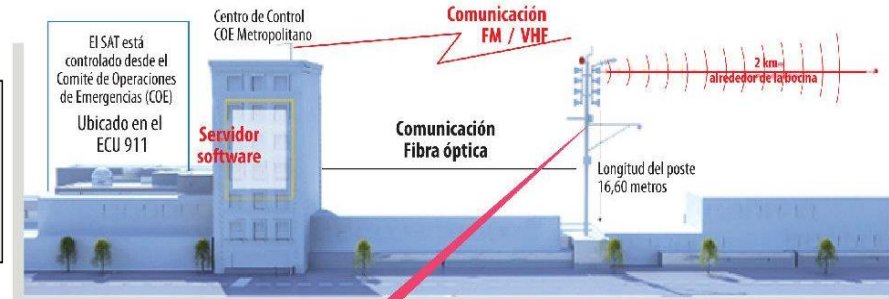 El SAT está
controlado desde el
Comité de Operaciones
de Emergencias (COE)
Ubicado en el
ECU 911
Centro de Control
COE Metropolitano
Servidor
software
Comunicación
FM / VHF
Comunicación
Fibra óptica
2 km
alrededor de la bocina
Longitud del poste
16,60 metros